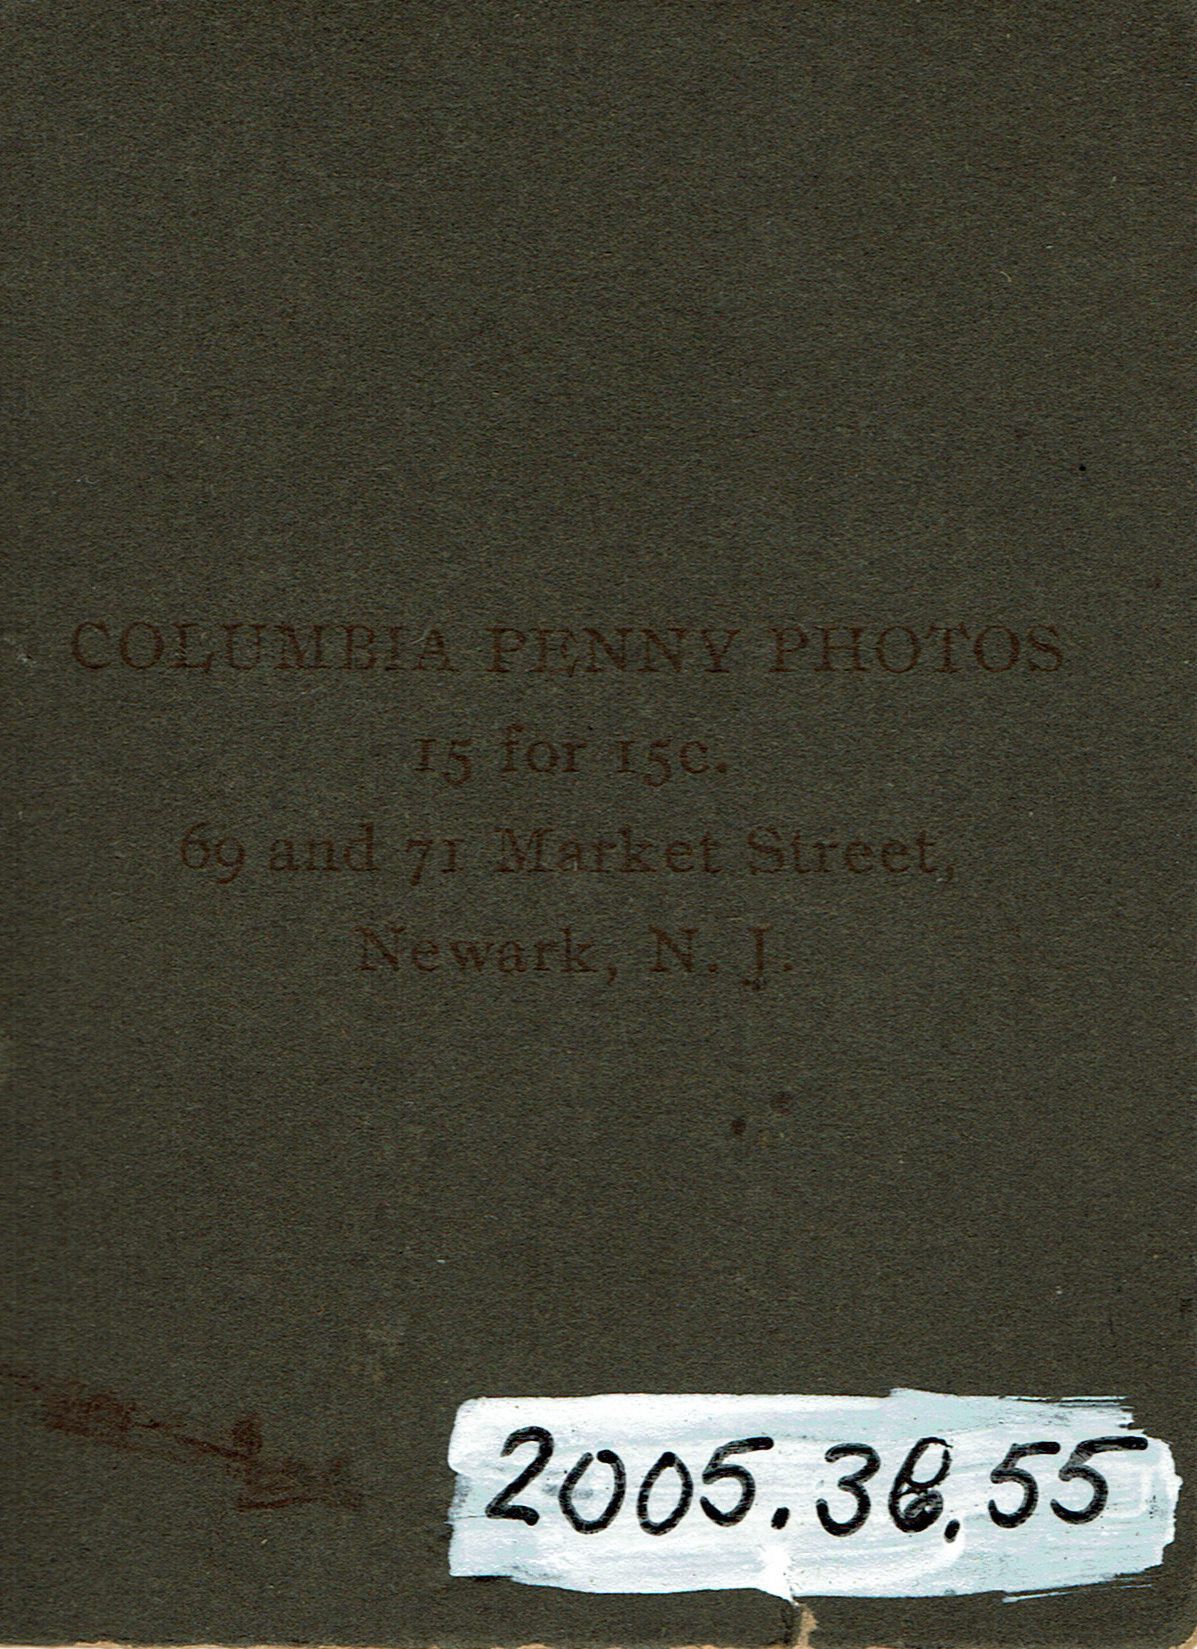 COLUMBIA PENNY PHOTOS
15 for 15c.
69 and 71 Market Street,
Newark, N. J.
2005.38.55